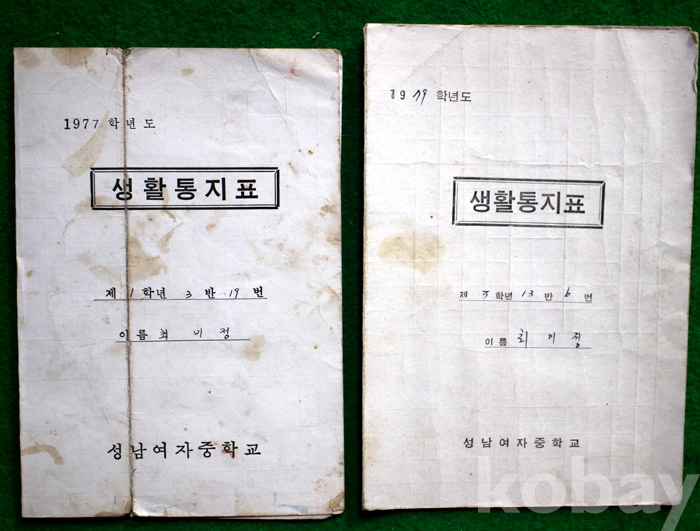 1977 학년도
생활통지표
제 1 학년 3 반 19 번
이름 최 미 정
성남여자중학교
1979 학년도
생활통지표
제 3 학년 13 반 6 번
이름 최 미 정
성남여자중학교
kobay